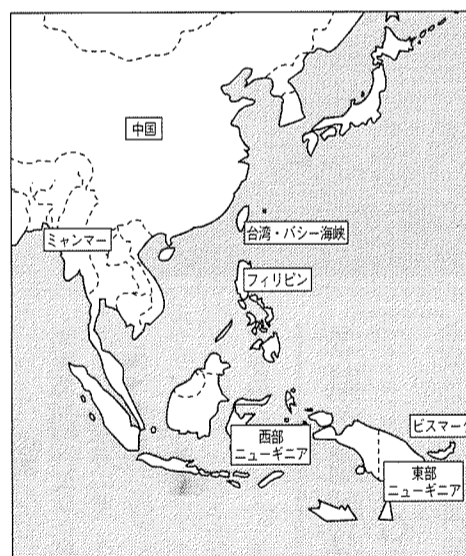 中国
ミャンマー
台湾・バシー海峡
フィリピン
ビスマーク
西部
ニューギニア
東部
ニューギニア